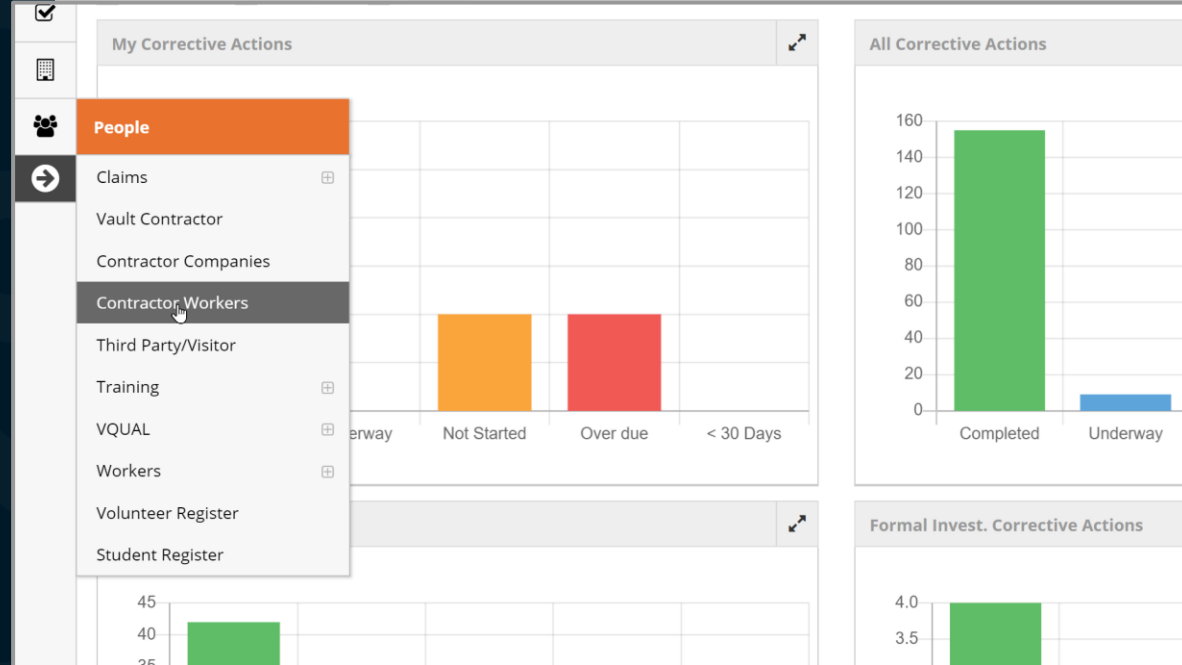 My Corrective Actions
All Corrective Actions
People
Claims
Vault Contractor
Contractor Companies
Contractor Workers
Third Party/Visitor
Training
VQUAL
Workers
Volunteer Register
Student Register
erway
Not Started
Over due
< 30 Days
160
140
120
100
80
60
40
20
0
Completed
Underway
Formal Invest. Corrective Actions
45
40
35
4.0
3.5